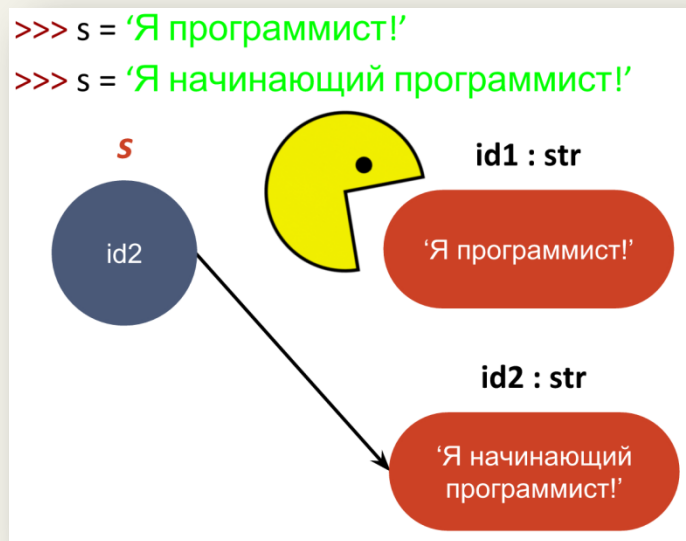 >>> s = ‘Я программист!’
>>> s = ‘Я начинающий программист!’
s
id1 : str
id2
‘Я программист!’
id2 : str
‘Я начинающий
программист!’